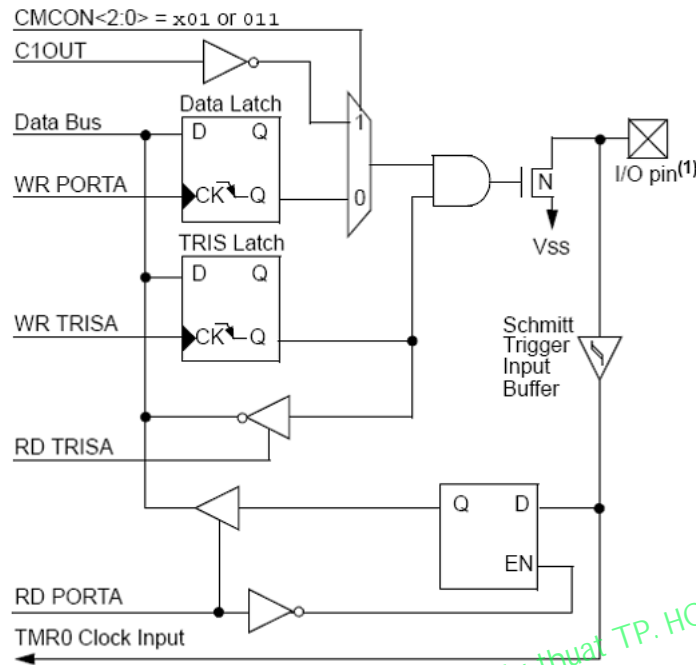 CMCON<2:0> = x01 or 011
C1OUT
Data Latch
Data Bus
D Q
1
WR PORTA
CK Q
0
N
I/O pin(1)
VSS
TRIS Latch
D Q
WR TRISA
CK Q
Schmitt
Trigger
Input
Buffer
RD TRISA
Q D
EN
RD PORTA
TMR0 Clock Input
thuat TP. HC